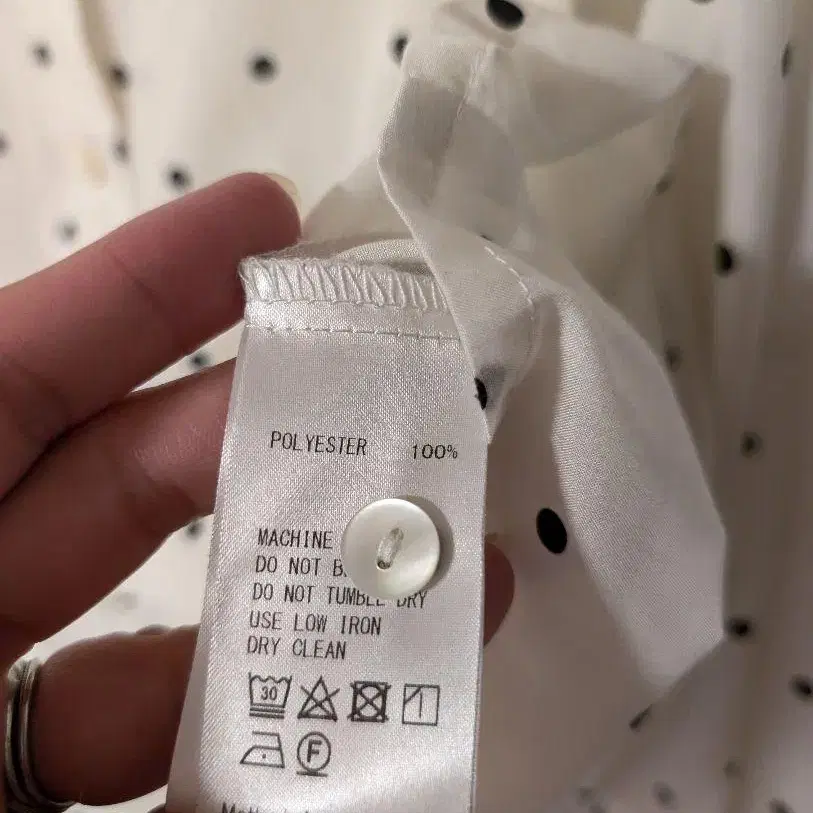 POLYESTER 100%
MACHINE
DO NOT
DO NOT TUMBLE DRY
USE LOW IRON
DRY CLEAN
30
F